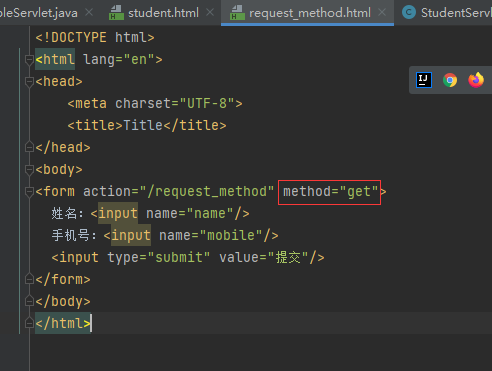 bleServlet.java student.html request_method.html StudentServl
<!DOCTYPE html>
<html lang="en">
<head>
    <meta charset="UTF-8">
    <title>Title</title>
</head>
<body>
<form action="/request_method" method="get">
  姓名：<input name="name"/>
  手机号：<input name="mobile"/>
  <input type="submit" value="提交"/>
</form>
</body>
</html>